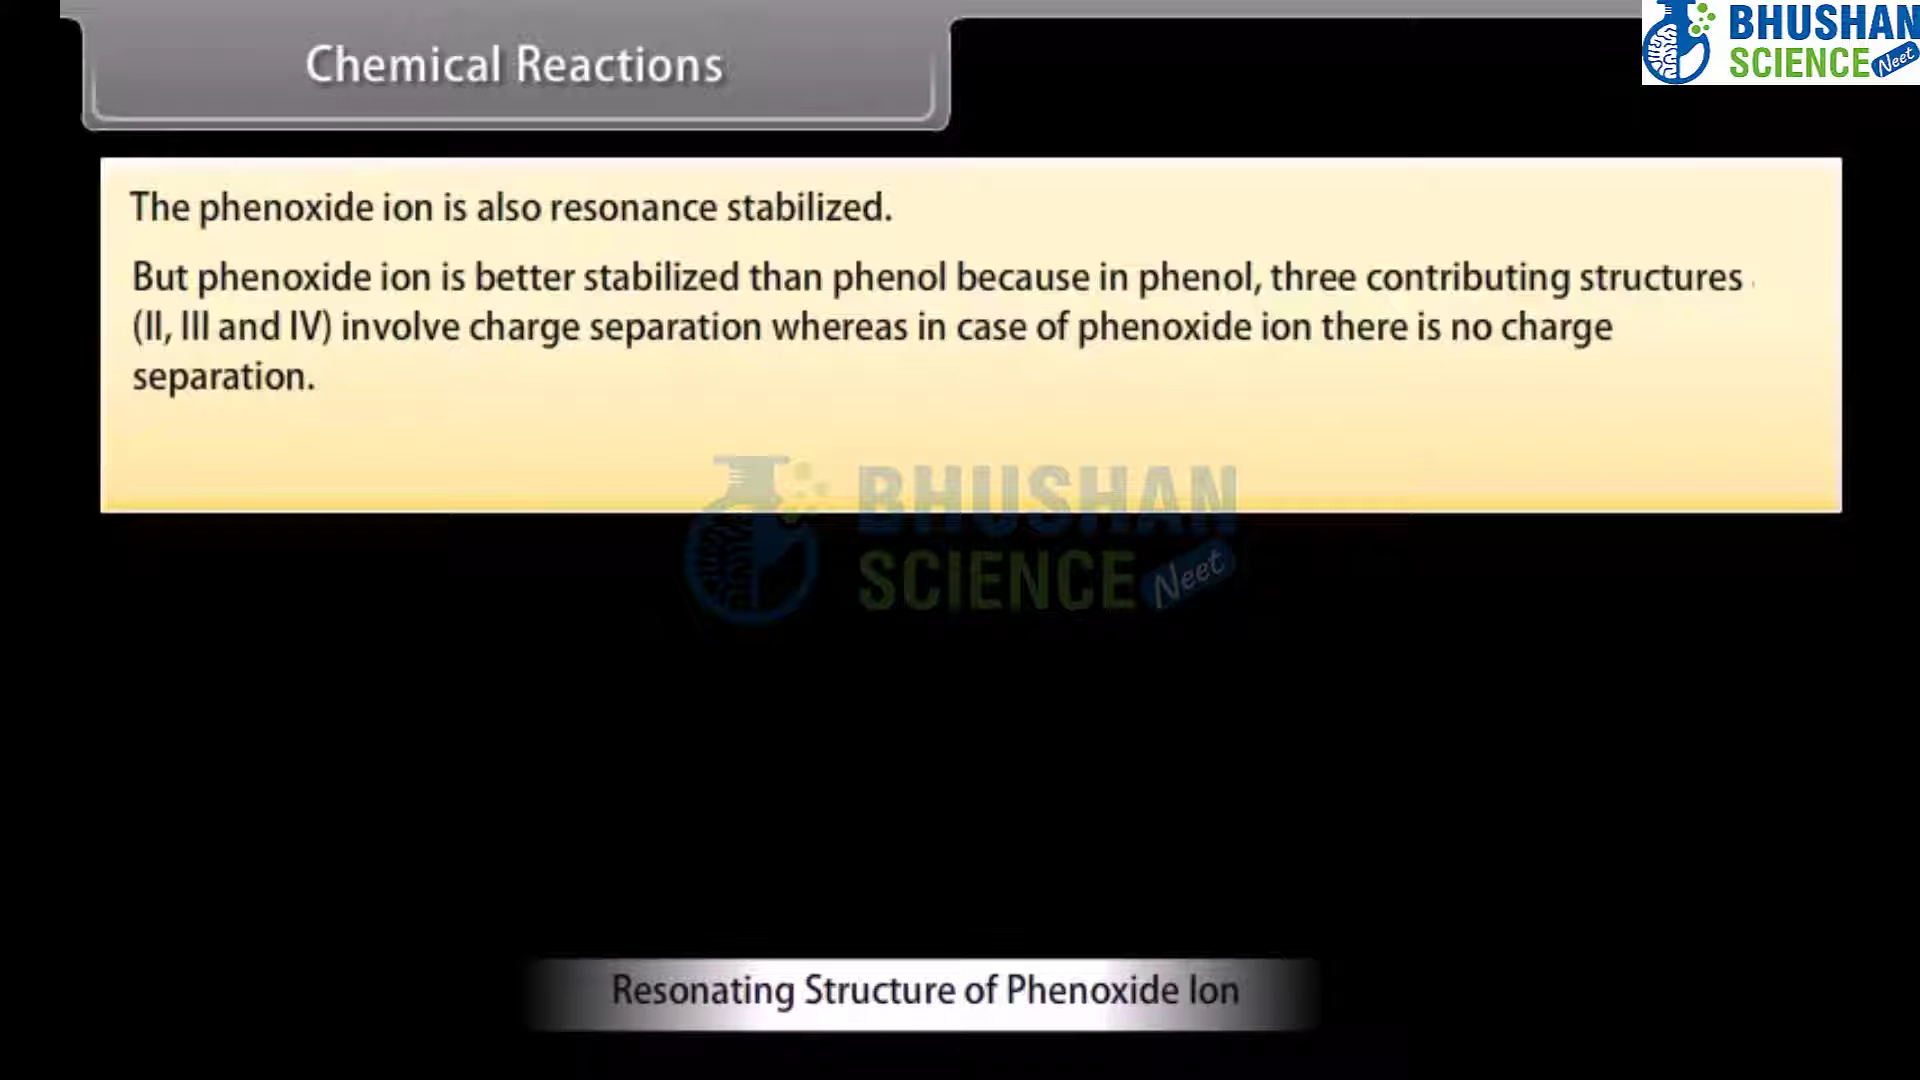 Chemical Reactions
BHUSHAN
SCIENCE Neet
The phenoxide ion is also resonance stabilized.
But phenoxide ion is better stabilized than phenol because in phenol, three contributing structures
(II, III and IV) involve charge separation whereas in case of phenoxide ion there is no charge
separation.
BHUSHAN
SCIENCE Neet
Resonating Structure of Phenoxide Ion